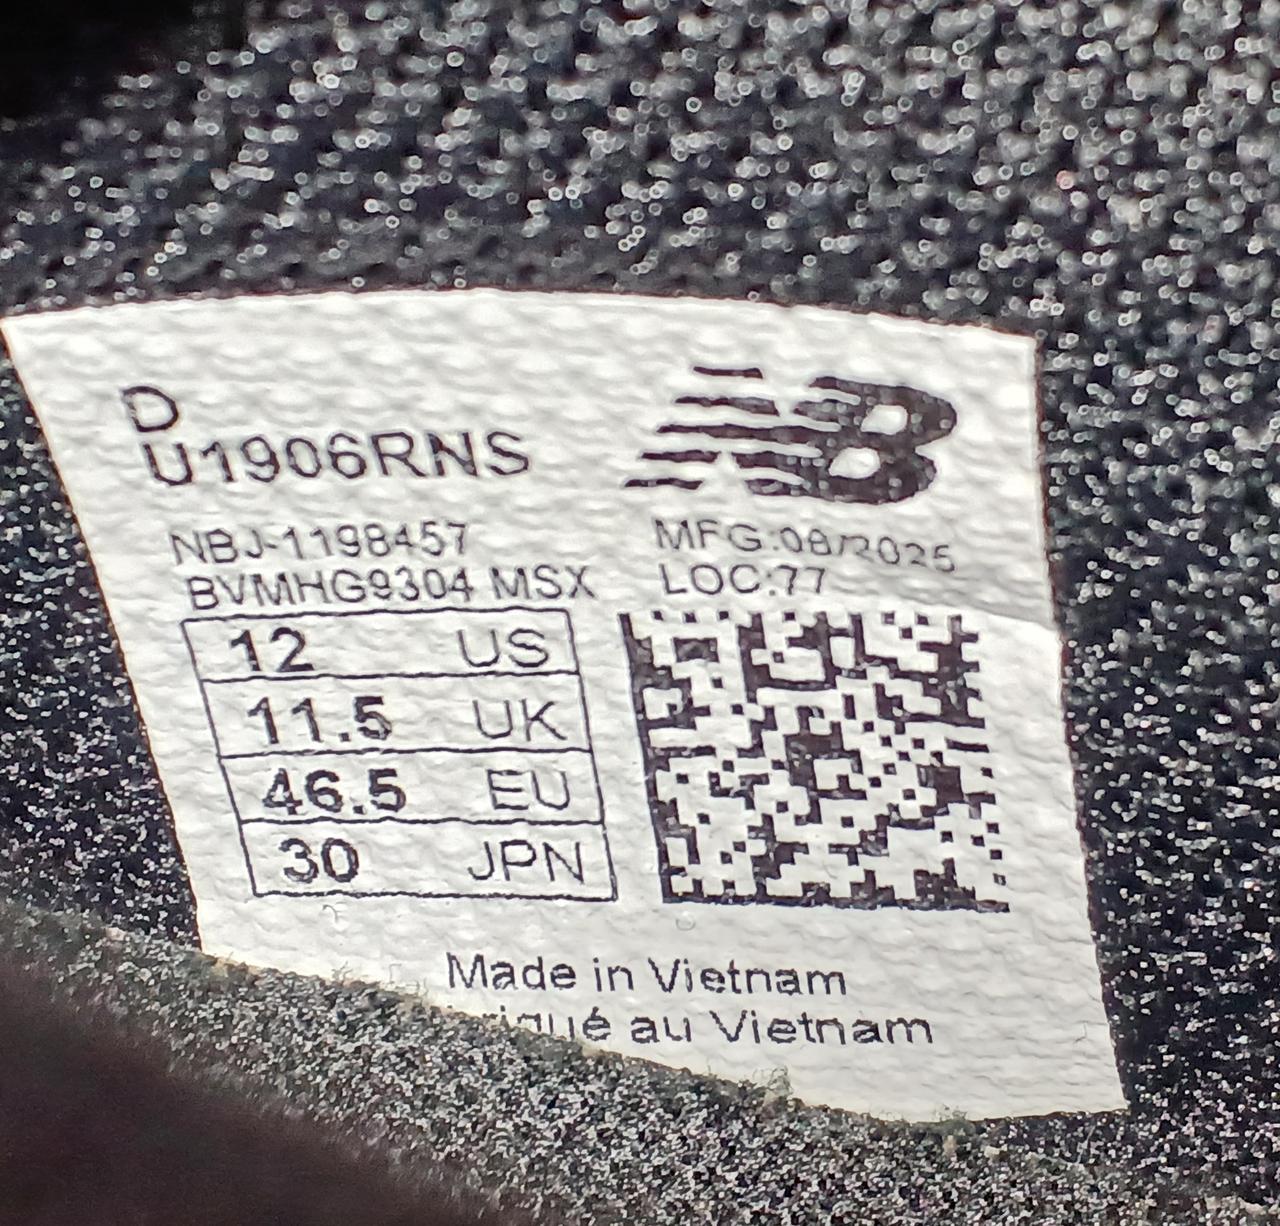 D
U1906RNS
NBJ-1198457
BVMHG9304 MSX
MFG:08/2025
LOC:77
12 US
11.5 UK
46.5 EU
30 JPN
Made in Vietnam
au Vietnam